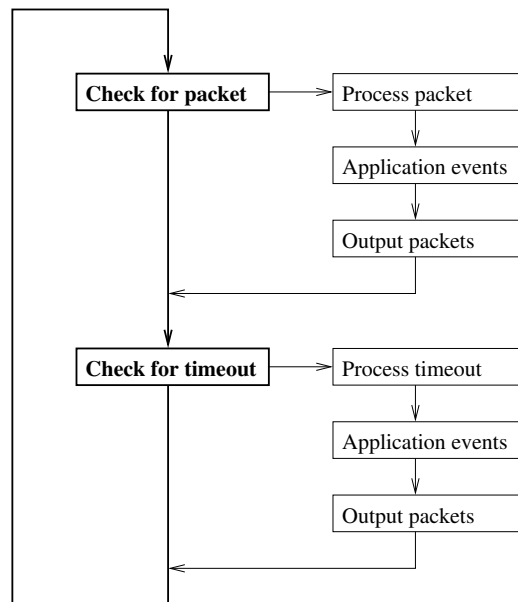 Check for packet
Process packet
Application events
Output packets
Check for timeout
Process timeout
Application events
Output packets